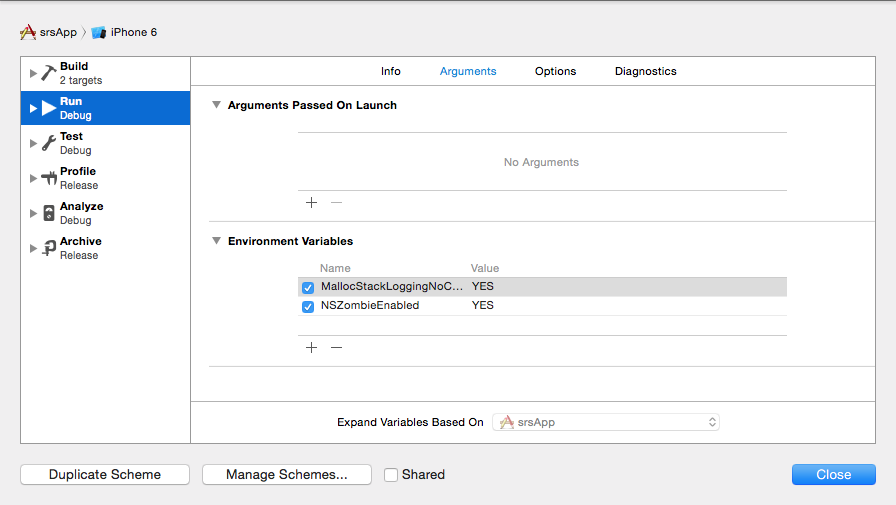 srsApp iPhone 6
Build
2 targets
Run
Debug
Test
Debug
Profile
Release
Analyze
Debug
Archive
Release
Info Arguments Options Diagnostics
Arguments Passed On Launch
No Arguments
Environment Variables
Name Value
MallocStackLoggingNoC... YES
NSZombieEnabled YES
Expand Variables Based On srsApp
Duplicate Scheme Manage Schemes... Shared Close